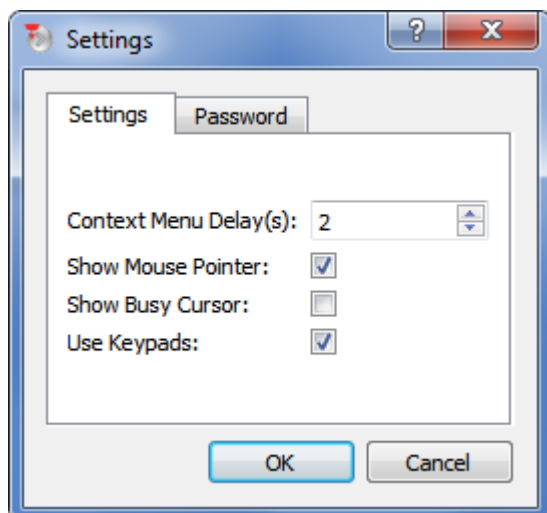 Settings
Settings Password
Context Menu Delay(s): 2
Show Mouse Pointer:
Show Busy Cursor:
Use Keypads:
OK Cancel